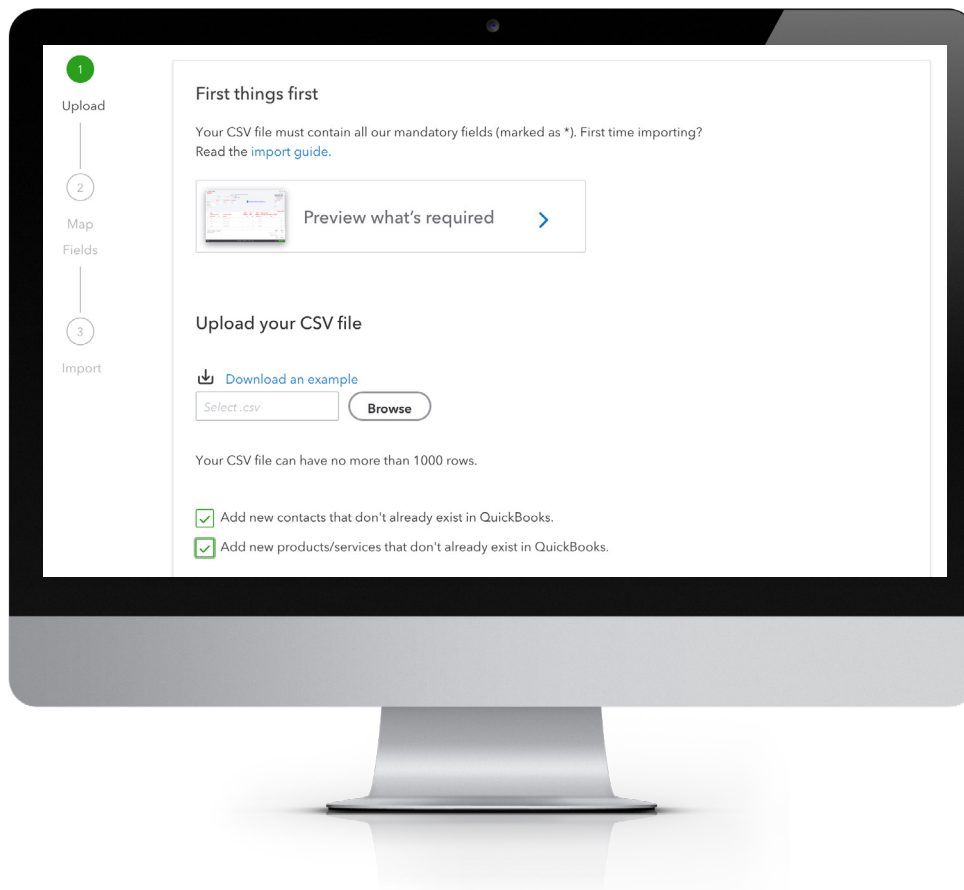 1
Upload
2
Map
Fields
3
Import
First things first
Your CSV file must contain all our mandatory fields (marked as *). First time importing?
Read the import guide.
Preview what's required
Upload your CSV file
Download an example
Select .csv
Browse
Your CSV file can have no more than 1000 rows.
Add new contacts that don't already exist in QuickBooks.
Add new products/services that don't already exist in QuickBooks.